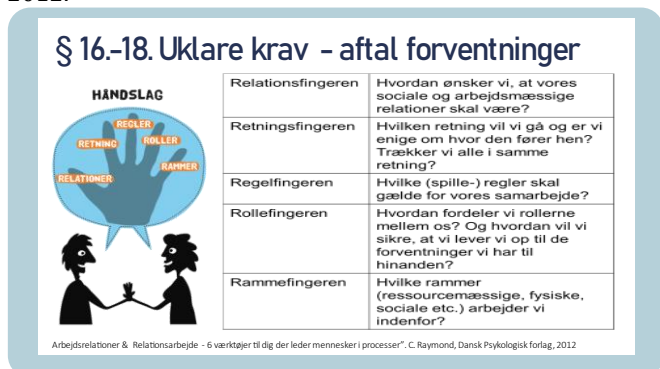 2012.
§ 16.-18. Uklare krav - aftal forventninger
HÅNDSLAG
REGLER
RETNING
ROLLER
RAMMER
RELATIONER
Relationsfingeren
Hvordan ønsker vi, at vores
sociale og arbejdsmæssige
relationer skal være?
Retningsfingeren
Hvilken retning vil vi gå og er vi
enige om hvor den fører hen?
Trækker vi alle i samme
retning?
Regelfingeren
Hvilke (spille-) regler skal
gælde for vores samarbejde?
Rollefingeren
Hvordan fordeler vi rollerne
mellem os? Og hvordan vil vi
sikre, at vi lever vi op til de
forventninger vi har til
hinanden?
Rammefingeren
Hvilke rammer
(ressourcemæssige, fysiske,
sociale etc.) arbejder vi
indenfor?
Arbejdsrelationer & Relationsarbejde - 6 værktøjer til dig der leder mennesker i processer”. C. Raymond, Dansk Psykologisk forlag, 2012